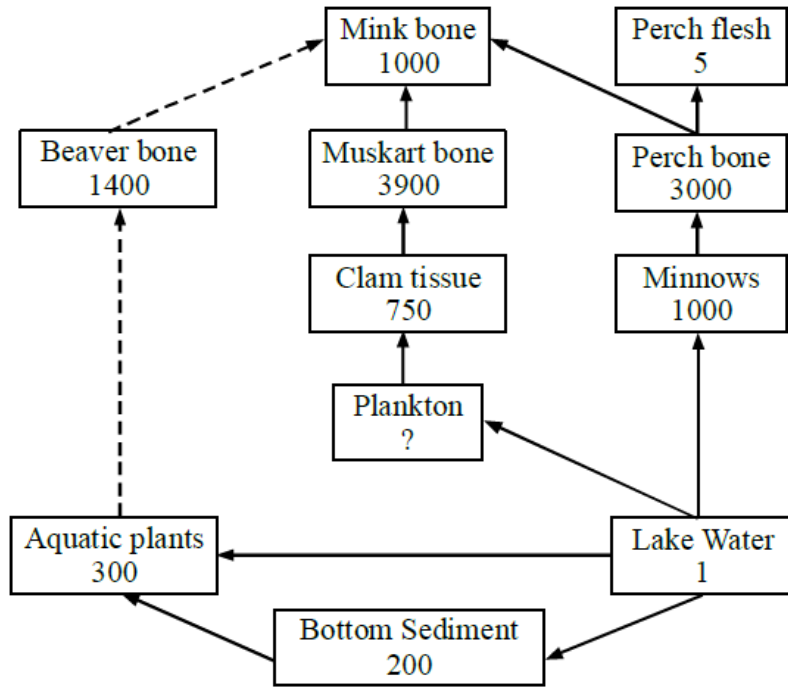 Mink bone
1000
Perch flesh
5
Beaver bone
1400
Muskart bone
3900
Perch bone
3000
Clam tissue
750
Minnows
1000
Plankton
?
Aquatic plants
300
Lake Water
1
Bottom Sediment
200